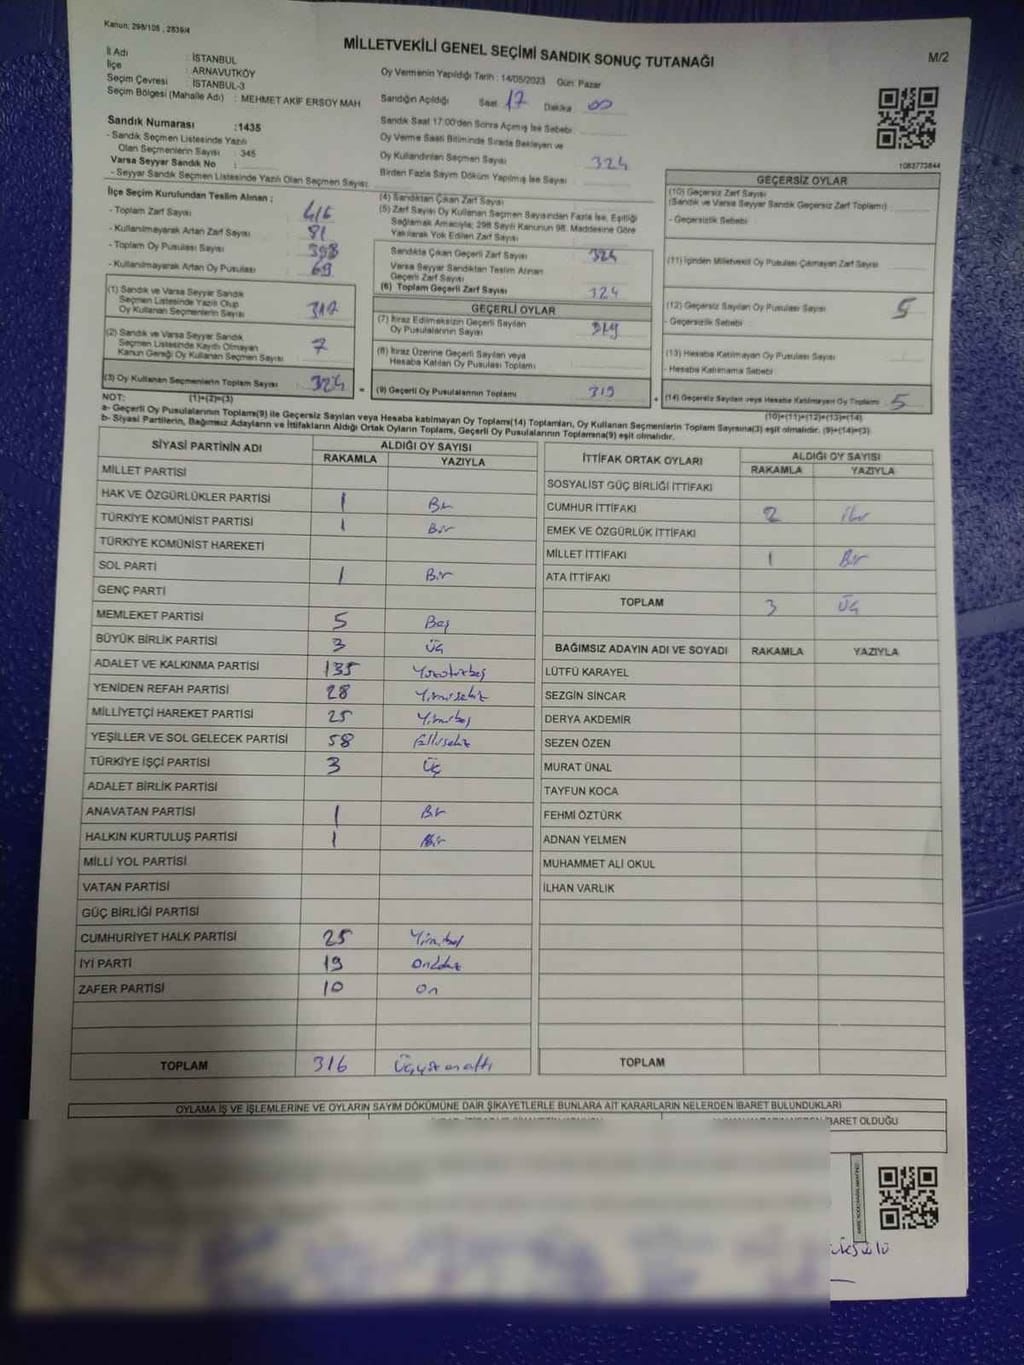 Kanun: 298/105 , 2839/4
MİLLETVEKİLİ GENEL SEÇİMİ SANDIK SONUÇ TUTANAĞI
M/2
İl Adı : İSTANBUL
İlçe : ARNAVUTKÖY
Seçim Çevresi : İSTANBUL-3
Seçim Bölgesi (Mahalle Adı) : MEHMET AKİF ERSOY MAH
Oy Vermenin Yapıldığı Tarih : 14/05/2023 Gün: Pazar
Sandığın Açıldığı Saat 17 Dakika 00
Sandık Saat 17:00'den Sonra Açımış İse Sebebi
Oy Verme Saati Bitiminde Sırada Bekleyen ve
Oy Kullandırılan Seçmen Sayısı 324
Birden Fazla Sayım Döküm Yapılmış İse Sayısı
1083773844
Sandık Numarası :1435
- Sandık Seçmen Listesinde Yazılı
Olan Seçmenlerin Sayısı : 345
Varsa Seyyar Sandık No :
- Seyyar Sandık Seçmen Listesinde Yazılı Olan Seçmen Sayısı:
İlçe Seçim Kurulundan Teslim Alınan ;
- Toplam Zarf Sayısı
- Kullanılmayarak Artan Zarf Sayısı 81
- Toplam Oy Pusulası Sayısı 398
- Kullanılmayarak Artan Oy Pusulası 69
(1) Sandık ve Varsa Seyyar Sandık
Seçmen Listesinde Yazılı Olup
Oy Kullanan Seçmenlerin Sayısı 317
(2) Sandık ve Varsa Seyyar Sandık
Seçmen Listesinde Kayıtlı Olmayan
Kanun Gereği Oy Kullanan Seçmen Sayısı 7
(3) Oy Kullanan Seçmenlerin Toplam Sayısı 324
(1)+(2)=(3)
(4) Sandıktan Çıkan Zarf Sayısı
(5) Zarf Sayısı Oy Kullanan Seçmen Sayısından Fazla İse, Eşitliği
Sağlamak Amacıyla; 298 Sayılı Kanunun 98. Maddesine Göre
Yakılarak Yok Edilen Zarf Sayısı
Sandıkta Çıkan Geçerli Zarf Sayısı 324
Varsa Seyyar Sandıktan Teslim Alınan
Geçerli Zarf Sayısı
(6) Toplam Geçerli Zarf Sayısı 324
GEÇERLİ OYLAR
(7) İtiraz Edilmeksizin Geçerli Sayılan
Oy Pusulalarının Sayısı 319
(8) İtiraz Üzerine Geçerli Sayılan veya
Hesaba Katılan Oy Pusulaları Toplamı
= (9) Geçerli Oy Pusulalarının Toplamı 319
GEÇERSİZ OYLAR
(10) Geçersiz Zarf Sayısı
(Sandık ve Varsa Seyyar Sandık Geçersiz Zarf Toplamı)
- Geçersizlik Sebebi
(11) İçinden Milletvekili Oy Pusulası Çıkmayan Zarf Sayısı
(12) Geçersiz Sayılan Oy Pusulası Sayısı 5
- Geçersizlik Sebebi
(13) Hesaba Katılmayan Oy Pusulası Sayısı
- Hesaba Katılmama Sebebi
+ (14) Geçersiz Sayılan veya Hesaba Katılmayan Oy Toplamı 5
(10)+(11)+(12)+(13)=(14)
NOT:
a- Geçerli Oy Pusulalarının Toplamı(9) ile Geçersiz Sayılan veya Hesaba katılmayan Oy Toplamı(14) Toplamları, Oy Kullanan Seçmenlerin Toplam Sayısına(3) eşit olmalıdır. (9)+(14)=(3)
b- Siyasi Partilerin, Bağımsız Adayların ve İttifakların Aldığı Ortak Oyların Toplamı, Geçerli Oy Pusulalarının Toplamına(9) eşit olmalıdır.
SİYASİ PARTİNİN ADI ALDIĞI OY SAYISI
RAKAMLA YAZIYLA
MİLLET PARTİSİ
HAK VE ÖZGÜRLÜKLER PARTİSİ 1 Bir
TÜRKİYE KOMÜNİST PARTİSİ 1 Bir
TÜRKİYE KOMÜNİST HAREKETİ
SOL PARTİ 1 Bir
GENÇ PARTİ
MEMLEKET PARTİSİ 5 Beş
BÜYÜK BİRLİK PARTİSİ 3 Üç
ADALET VE KALKINMA PARTİSİ 135 Yüzotuzbeş
YENİDEN REFAH PARTİSİ 28 Yirmisekiz
MİLLİYETÇİ HAREKET PARTİSİ 25 Yirmibeş
YEŞİLLER VE SOL GELECEK PARTİSİ 58 Ellisekiz
TÜRKİYE İŞÇİ PARTİSİ 3 Üç
ADALET BİRLİK PARTİSİ
ANAVATAN PARTİSİ 1 Bir
HALKIN KURTULUŞ PARTİSİ 1 Bir
MİLLİ YOL PARTİSİ
VATAN PARTİSİ
GÜÇ BİRLİĞİ PARTİSİ
CUMHURİYET HALK PARTİSİ 25 Yirmibeş
İYİ PARTİ 19 Ondokuz
ZAFER PARTİSİ 10 On
TOPLAM 316 Üçyüzonaltı
İTTİFAK ORTAK OYLARI ALDIĞI OY SAYISI
RAKAMLA YAZIYLA
SOSYALİST GÜÇ BİRLİĞİ İTTİFAKI
CUMHUR İTTİFAKI 2 İki
EMEK VE ÖZGÜRLÜK İTTİFAKI
MİLLET İTTİFAKI 1 Bir
ATA İTTİFAKI
TOPLAM 3 Üç
BAĞIMSIZ ADAYIN ADI VE SOYADI RAKAMLA YAZIYLA
LÜTFÜ KARAYEL
SEZGİN SİNCAR
DERYA AKDEMİR
SEZEN ÖZEN
MURAT ÜNAL
TAYFUN KOCA
FEHMİ ÖZTÜRK
ADNAN YELMEN
MUHAMMET ALİ OKUL
İLHAN VARLIK
TOPLAM
OYLAMA İŞ VE İŞLEMLERİNE VE OYLARIN SAYIM DÖKÜMÜNE DAİR ŞİKAYETLERLE BUNLARA AİT KARARLARIN NELERDEN İBARET BULUNDUKLARI
İBARET OLDUĞU